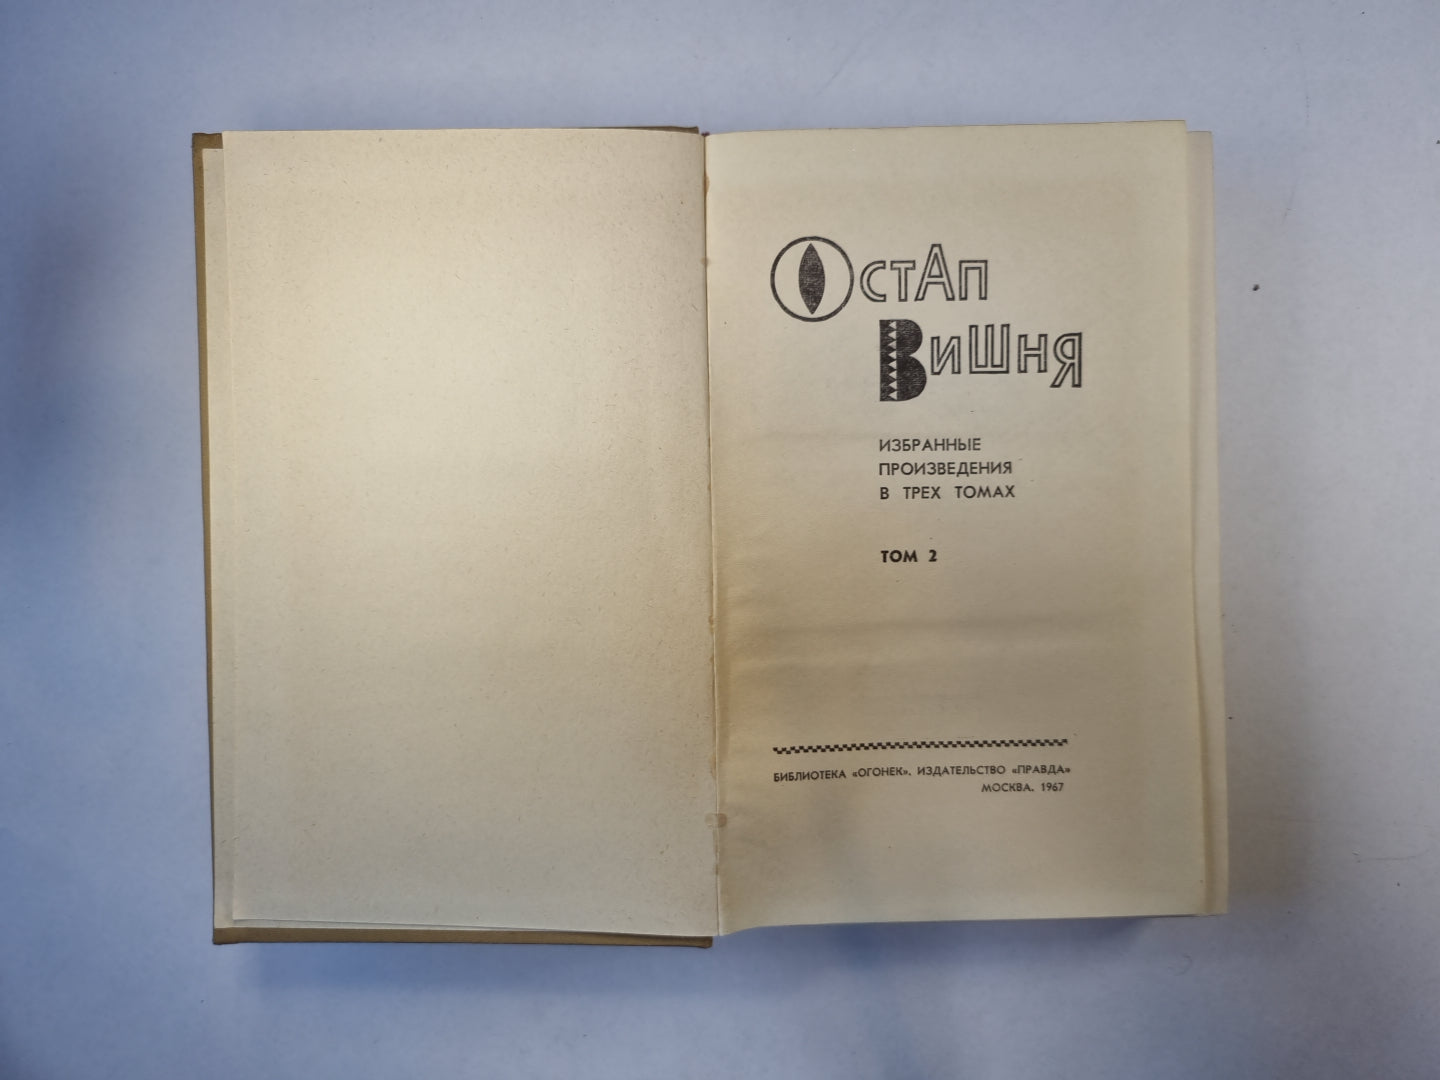 ОстАп
ВиШнЯ
ИЗБРАННЫЕ
ПРОИЗВЕДЕНИЯ
В ТРЕХ ТОМАХ
ТОМ 2
БИБЛИОТЕКА «ОГОНЕК». ИЗДАТЕЛЬСТВО «ПРАВДА»
МОСКВА. 1967